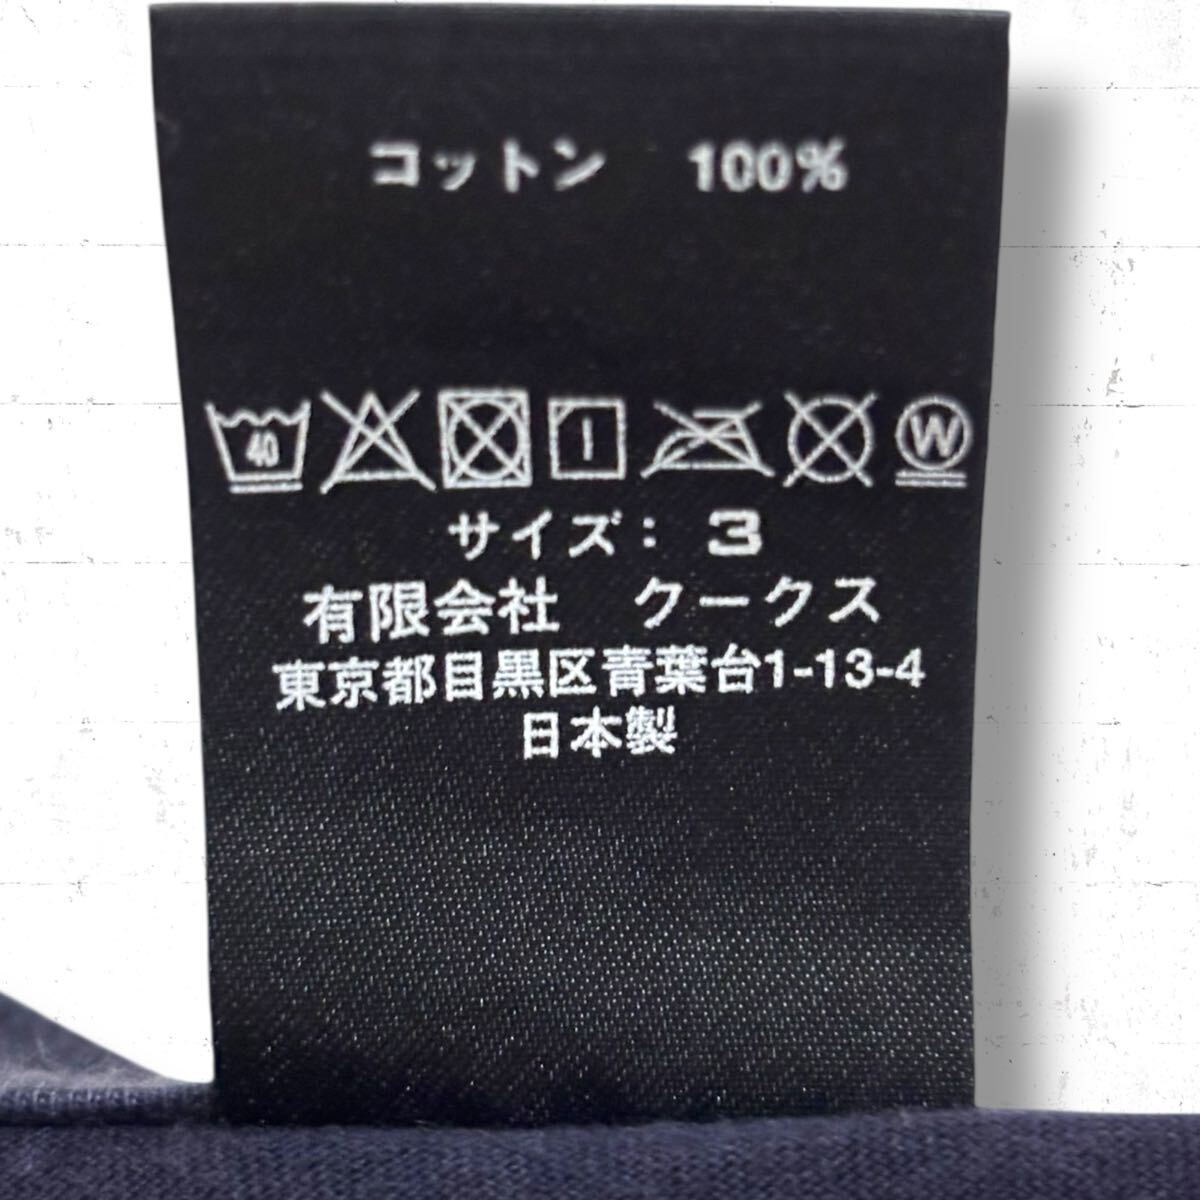 コットン 100%
40 W
サイズ: 3
有限会社 クークス
東京都目黒区青葉台1-13-4
日本製